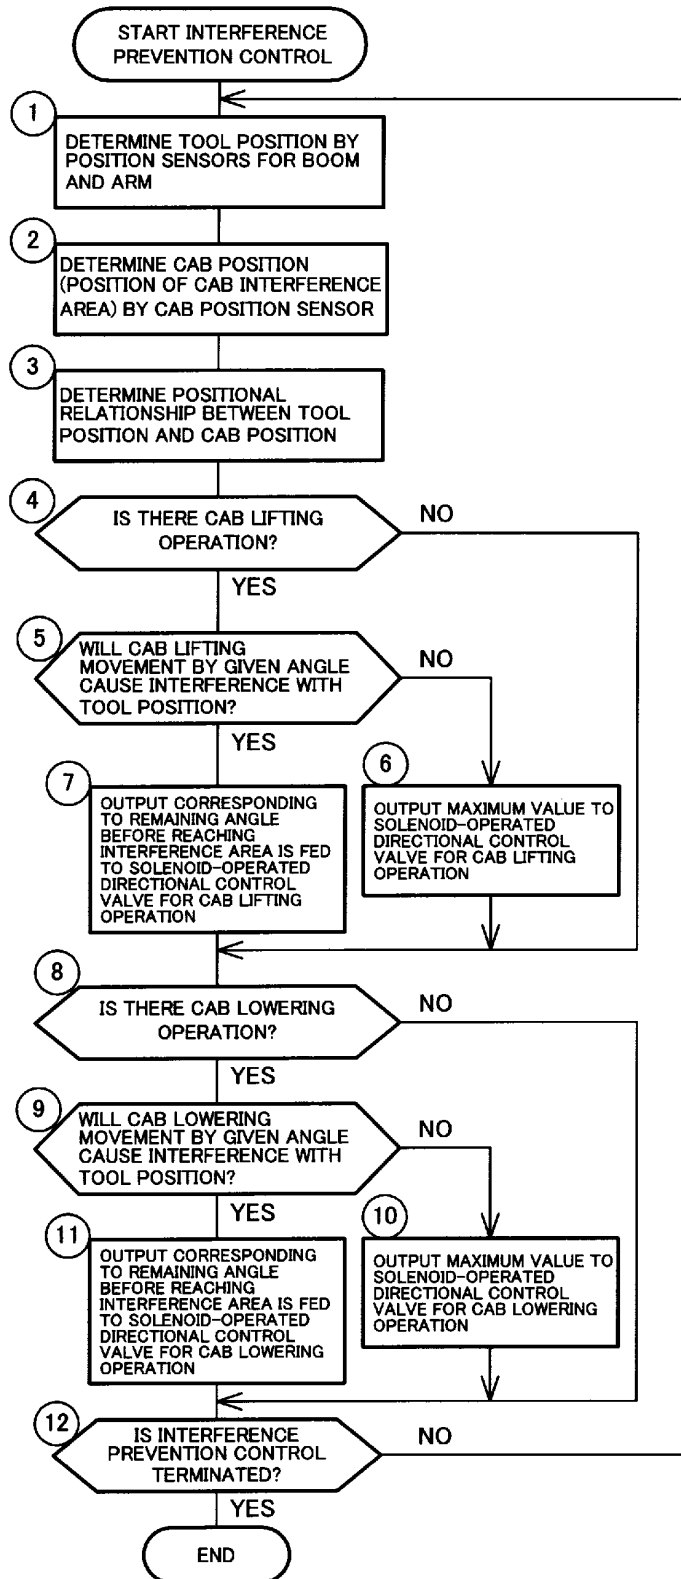 START INTERFERENCE
PREVENTION CONTROL
1
DETERMINE TOOL POSITION BY
POSITION SENSORS FOR BOOM
AND ARM
2
DETERMINE CAB POSITION
(POSITION OF CAB INTERFERENCE
AREA) BY CAB POSITION SENSOR
3
DETERMINE POSITIONAL
RELATIONSHIP BETWEEN TOOL
POSITION AND CAB POSITION
4
IS THERE CAB LIFTING
OPERATION?
NO
YES
5
WILL CAB LIFTING
MOVEMENT BY GIVEN ANGLE
CAUSE INTERFERENCE WITH
TOOL POSITION?
NO
YES
6
OUTPUT MAXIMUM VALUE TO
SOLENOID-OPERATED
DIRECTIONAL CONTROL
VALVE FOR CAB LIFTING
OPERATION
7
OUTPUT CORRESPONDING
TO REMAINING ANGLE
BEFORE REACHING
INTERFERENCE AREA IS FED
TO SOLENOID-OPERATED
DIRECTIONAL CONTROL
VALVE FOR CAB LIFTING
OPERATION
8
IS THERE CAB LOWERING
OPERATION?
NO
YES
9
WILL CAB LOWERING
MOVEMENT BY GIVEN ANGLE
CAUSE INTERFERENCE WITH
TOOL POSITION?
NO
YES
10
OUTPUT MAXIMUM VALUE TO
SOLENOID-OPERATED
DIRECTIONAL CONTROL
VALVE FOR CAB LOWERING
OPERATION
11
OUTPUT CORRESPONDING
TO REMAINING ANGLE
BEFORE REACHING
INTERFERENCE AREA IS FED
TO SOLENOID-OPERATED
DIRECTIONAL CONTROL
VALVE FOR CAB LOWERING
OPERATION
12
IS INTERFERENCE
PREVENTION CONTROL
TERMINATED?
NO
YES
END